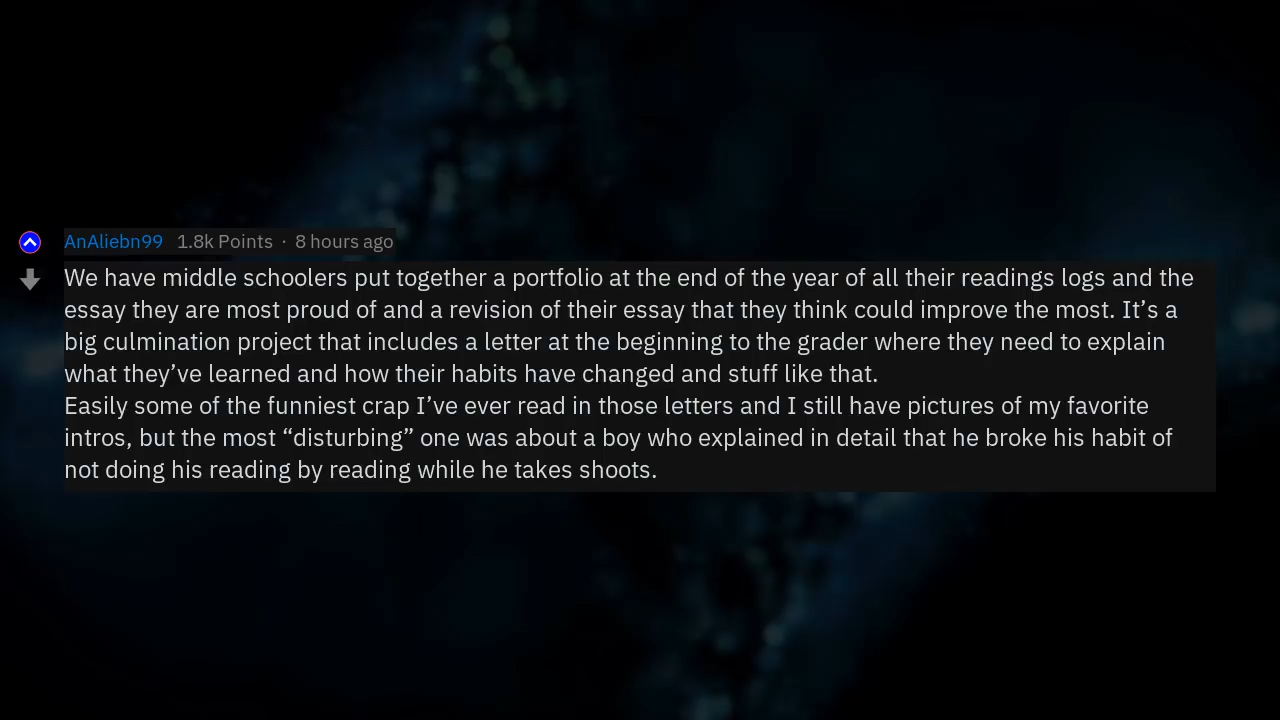 AnAliebn99 1.8k Points · 8 hours ago
We have middle schoolers put together a portfolio at the end of the year of all their readings logs and the
essay they are most proud of and a revision of their essay that they think could improve the most. It’s a
big culmination project that includes a letter at the beginning to the grader where they need to explain
what they’ve learned and how their habits have changed and stuff like that.
Easily some of the funniest crap I’ve ever read in those letters and I still have pictures of my favorite
intros, but the most “disturbing” one was about a boy who explained in detail that he broke his habit of
not doing his reading by reading while he takes shoots.